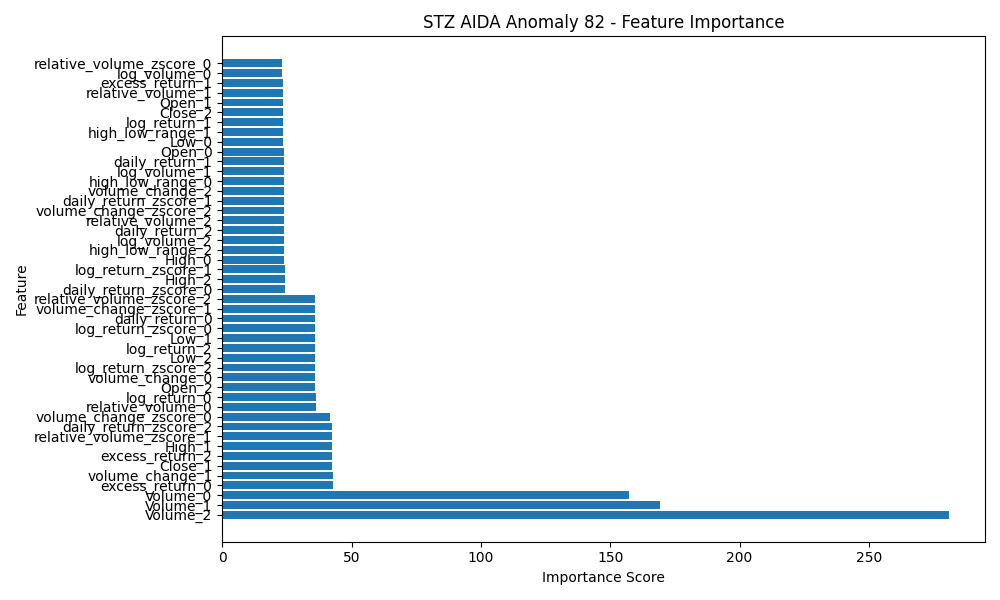 STZ AIDA Anomaly 82 - Feature Importance
relative_volume_zscore_0
log_volume_0
excess_return_1
relative_volume_1
Open_1
Close_2
log_return_1
high_low_range_1
Low_0
Open_0
daily_return_1
log_volume_1
high_low_range_0
volume_change_2
daily_return_zscore_1
volume_change_zscore_2
relative_volume_2
daily_return_2
log_volume_2
high_low_range_2
High_0
log_return_zscore_1
High_2
daily_return_zscore_0
relative_volume_zscore_2
volume_change_zscore_1
daily_return_0
log_return_zscore_0
Low_1
log_return_2
Low_2
log_return_zscore_2
volume_change_0
Open_2
log_return_0
relative_volume_0
volume_change_zscore_0
daily_return_zscore_2
relative_volume_zscore_1
High_1
excess_return_2
Close_1
volume_change_1
excess_return_0
Volume_0
Volume_1
Volume_2
Feature
0 50 100 150 200 250
Importance Score